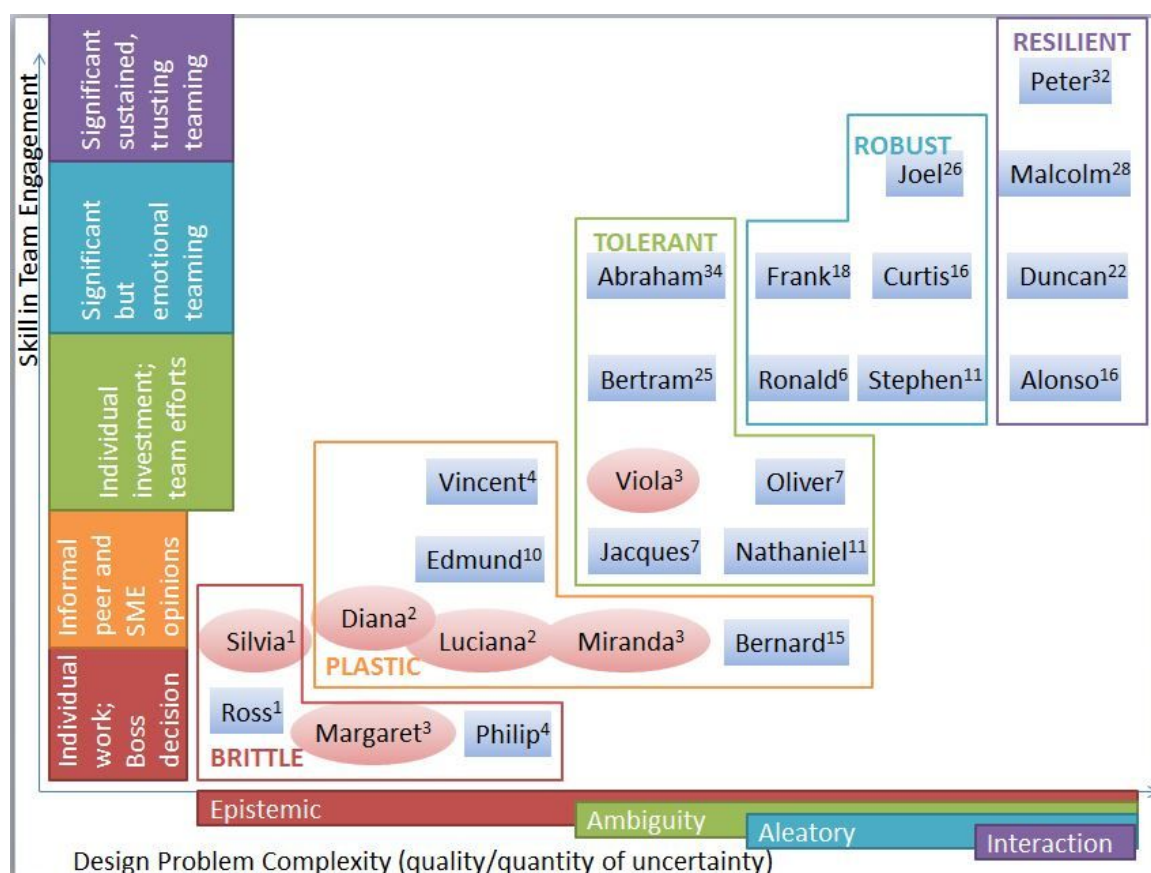 Skill in Team Engagement
Significant
sustained,
trusting
teaming
Significant
but
emotional
teaming
Individual
investment;
team efforts
Informal
peer and
SME
opinions
Individual
work;
Boss
decision
RESILIENT
Peter³²
ROBUST
Joel²⁶
Malcolm²⁸
TOLERANT
Abraham³⁴
Frank¹⁸
Curtis¹⁶
Duncan²²
Bertram²⁵
Ronald⁶
Stephen¹¹
Alonso¹⁶
Vincent⁴
Viola³
Oliver⁷
Edmund¹⁰
Jacques⁷
Nathaniel¹¹
Silvia¹
Diana²
Luciana²
Miranda³
Bernard¹⁵
PLASTIC
Ross¹
Margaret³
Philip⁴
BRITTLE
Epistemic
Ambiguity
Aleatory
Interaction
Design Problem Complexity (quality/quantity of uncertainty)